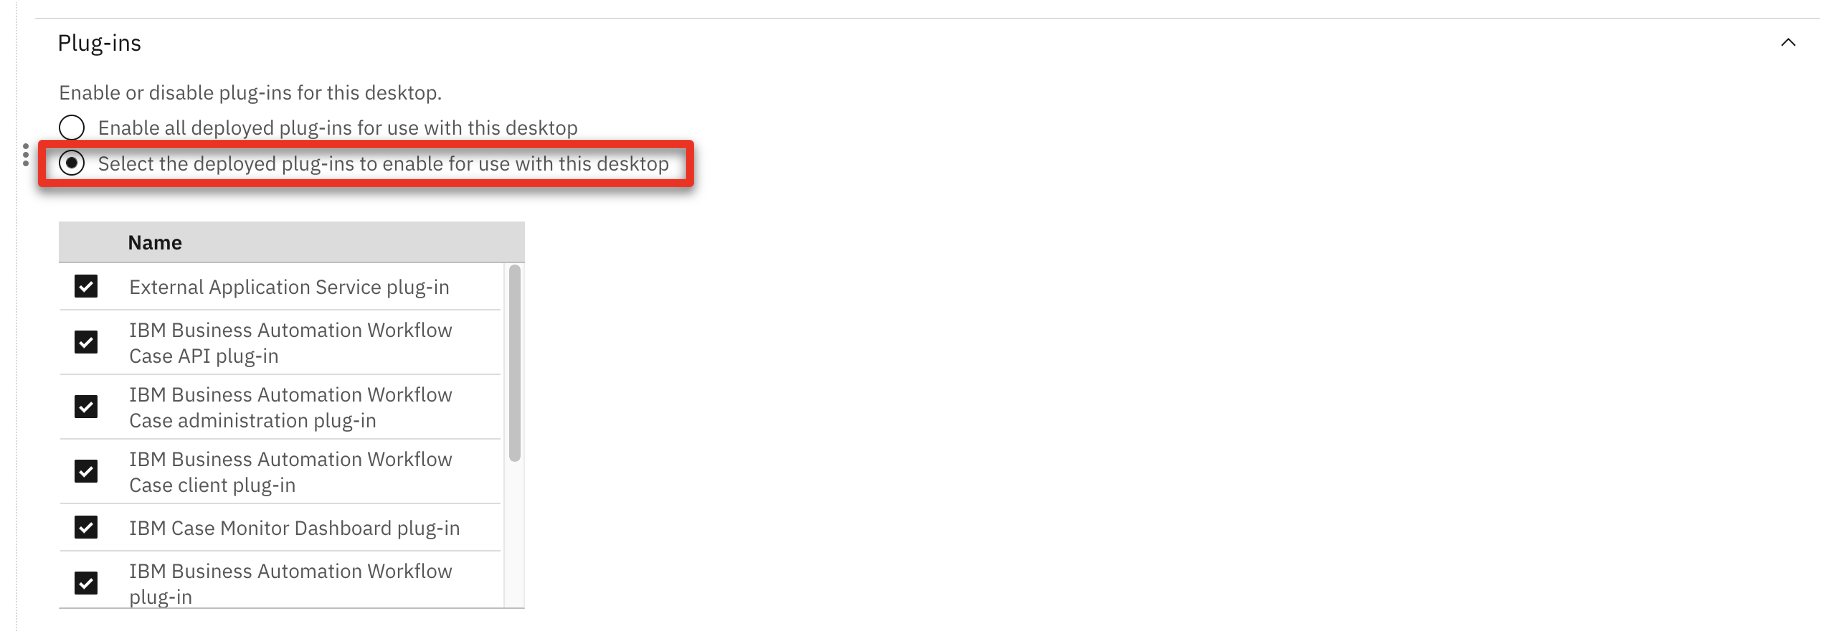 Plug-ins
Enable or disable plug-ins for this desktop.
Enable all deployed plug-ins for use with this desktop
Select the deployed plug-ins to enable for use with this desktop
Name
External Application Service plug-in
IBM Business Automation Workflow
Case API plug-in
IBM Business Automation Workflow
Case administration plug-in
IBM Business Automation Workflow
Case client plug-in
IBM Case Monitor Dashboard plug-in
IBM Business Automation Workflow
plug-in